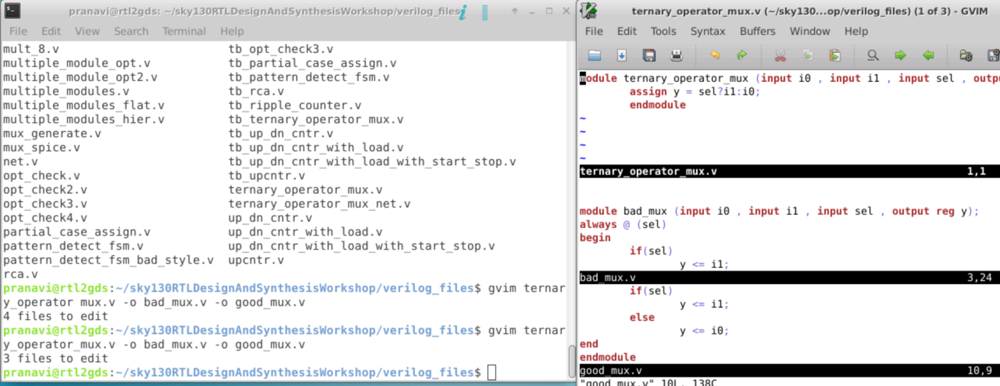 pranavi@rtl2gds: ~/sky130RTLDesignAndSynthesisWorkshop/verilog_files
File Edit View Search Terminal Help
mult_8.v tb_opt_check3.v
multiple_module_opt.v tb_partial_case_assign.v
multiple_module_opt2.v tb_pattern_detect_fsm.v
multiple_modules.v tb_rca.v
multiple_modules_flat.v tb_ripple_counter.v
multiple_modules_hier.v tb_ternary_operator_mux.v
mux_generate.v tb_up_dn_cntr.v
mux_spice.v tb_up_dn_cntr_with_load.v
net.v tb_up_dn_cntr_with_load_with_start_stop.v
opt_check.v tb_upcntr.v
opt_check2.v ternary_operator_mux.v
opt_check3.v ternary_operator_mux_net.v
opt_check4.v up_dn_cntr.v
partial_case_assign.v up_dn_cntr_with_load.v
pattern_detect_fsm.v up_dn_cntr_with_load_with_start_stop.v
pattern_detect_fsm_bad_style.v upcntr.v
rca.v
pranavi@rtl2gds:~/sky130RTLDesignAndSynthesisWorkshop/verilog_files$ gvim ternar
y_operator mux.v -o bad_mux.v -o good_mux.v
4 files to edit
pranavi@rtl2gds:~/sky130RTLDesignAndSynthesisWorkshop/verilog_files$ gvim ternar
y_operator_mux.v -o bad_mux.v -o good_mux.v
3 files to edit
pranavi@rtl2gds:~/sky130RTLDesignAndSynthesisWorkshop/verilog_files$
ternary_operator_mux.v (~/sky130...op/verilog_files) (1 of 3) - GVIM
File Edit Tools Syntax Buffers Window Help
module ternary_operator_mux (input i0 , input i1 , input sel , outp
assign y = sel?i1:i0;
endmodule
~
~
~
~
ternary_operator_mux.v 1,1
module bad_mux (input i0 , input i1 , input sel , output reg y);
always @ (sel)
begin
if(sel)
y <= i1;
bad_mux.v 3,24
if(sel)
y <= i1;
else
y <= i0;
end
endmodule
good_mux.v 10,9
"good_mux.v" 10L, 138C